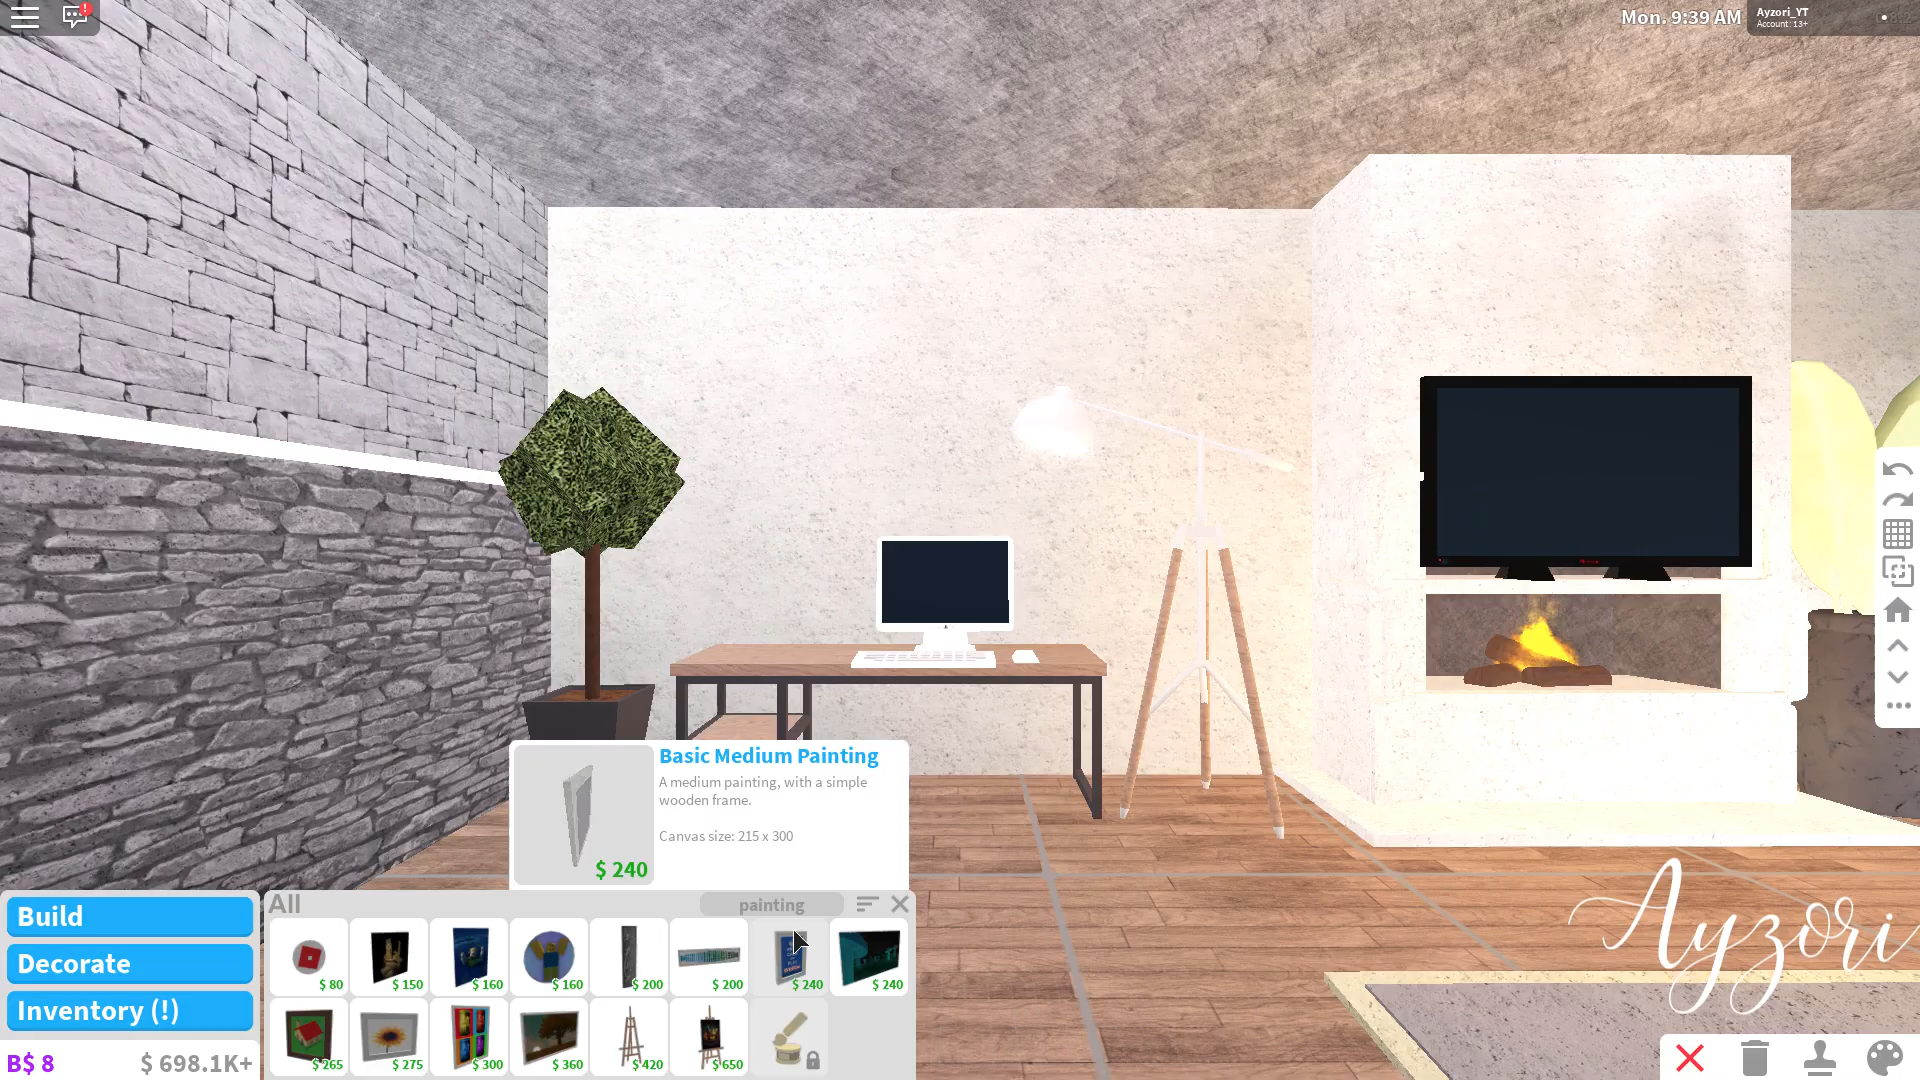 Mon. 9:39 AM
Ayzori_YT
Account: 13+
Basic Medium Painting
A medium painting, with a simple
wooden frame.
Canvas size: 215 x 300
$ 240
Build
Decorate
Inventory (!)
B$ 8
$ 698.1K+
All
painting
$ 80
$ 150
$ 160
$ 160
$ 200
$ 200
$ 240
$ 240
$ 265
$ 275
$ 300
$ 360
$ 420
$ 650
Ayzori